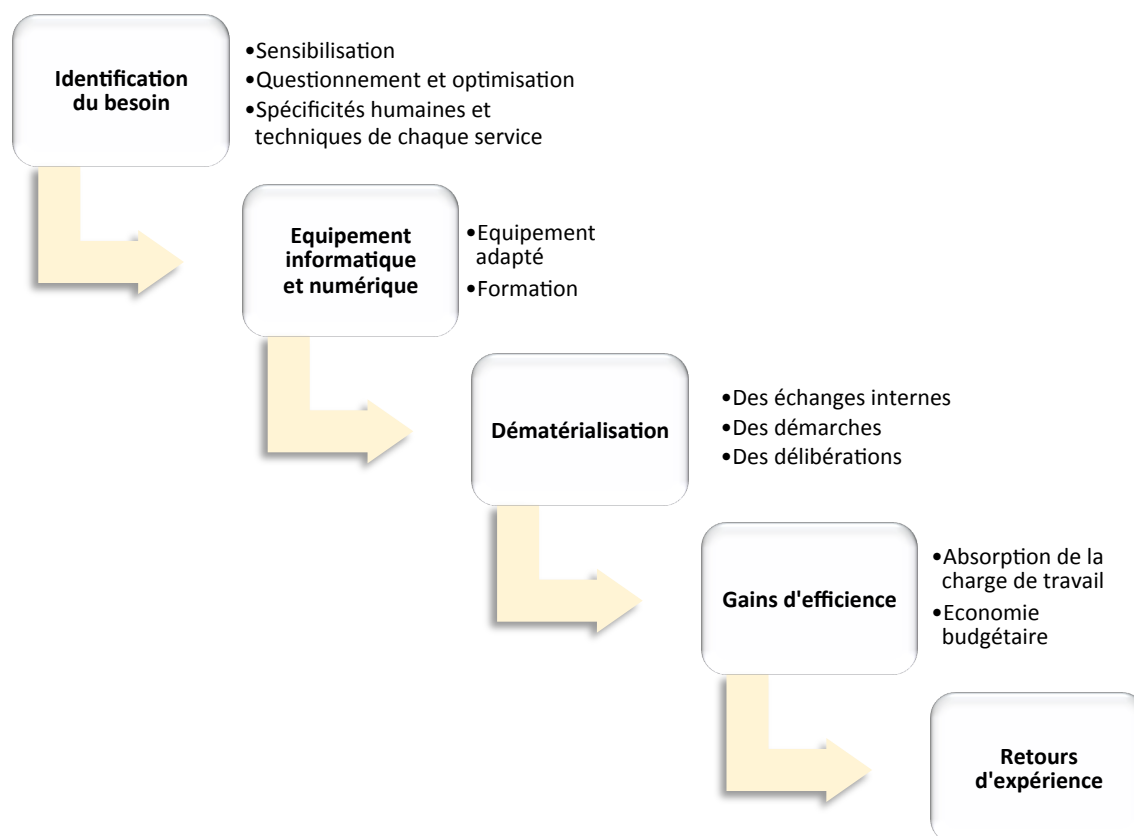 Identification
du besoin
•Sensibilisation
•Questionnement et optimisation
•Spécificités humaines et
techniques de chaque service
Equipement
informatique
et numérique
•Equipement
adapté
•Formation
Dématérialisation
•Des échanges internes
•Des démarches
•Des délibérations
Gains d'efficience
•Absorption de la
charge de travail
•Economie
budgétaire
Retours
d'expérience